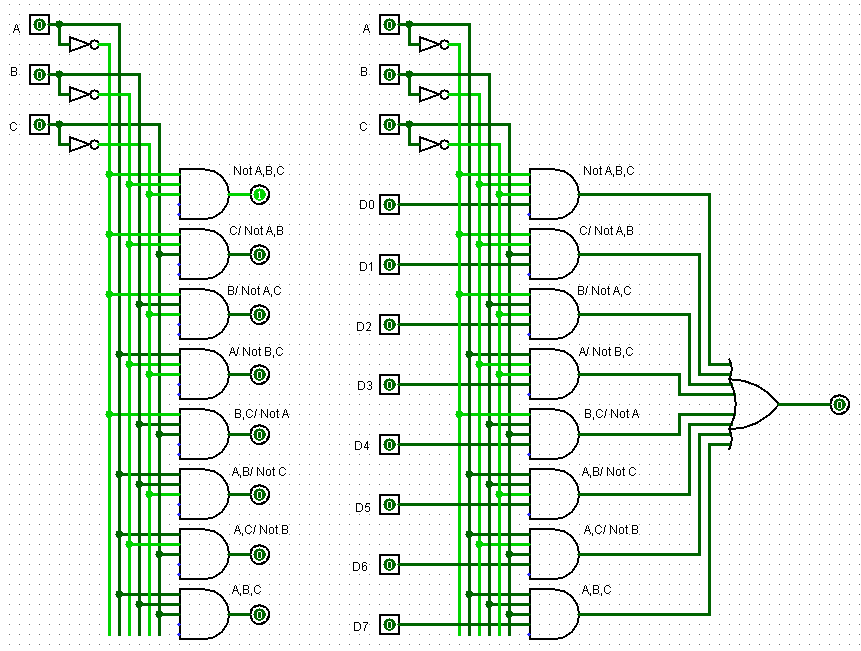 A
0
B
0
C
0
Not A,B,C
1
C/ Not A,B
0
B/ Not A,C
0
A/ Not B,C
0
B,C/ Not A
0
A,B/ Not C
0
A,C/ Not B
0
A,B,C
0
A
0
B
0
C
0
Not A,B,C
D0
0
C/ Not A,B
D1
0
B/ Not A,C
D2
0
A/ Not B,C
D3
0
B,C/ Not A
D4
0
A,B/ Not C
D5
0
A,C/ Not B
D6
0
A,B,C
D7
0
0